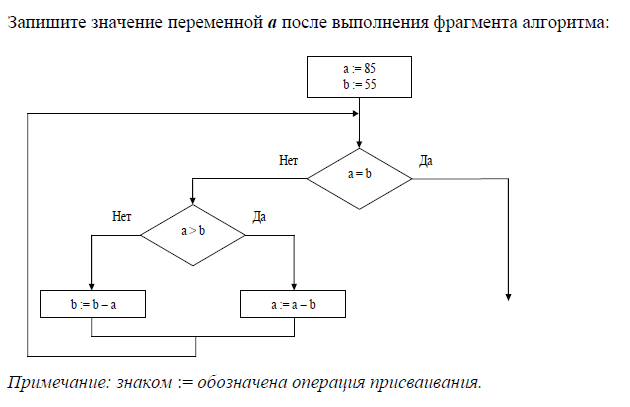 Запишите значение переменной a после выполнения фрагмента алгоритма:
a := 85
b := 55
Нет
Да
a = b
Нет
Да
a > b
b := b – a
a := a – b
Примечание: знаком := обозначена операция присваивания.